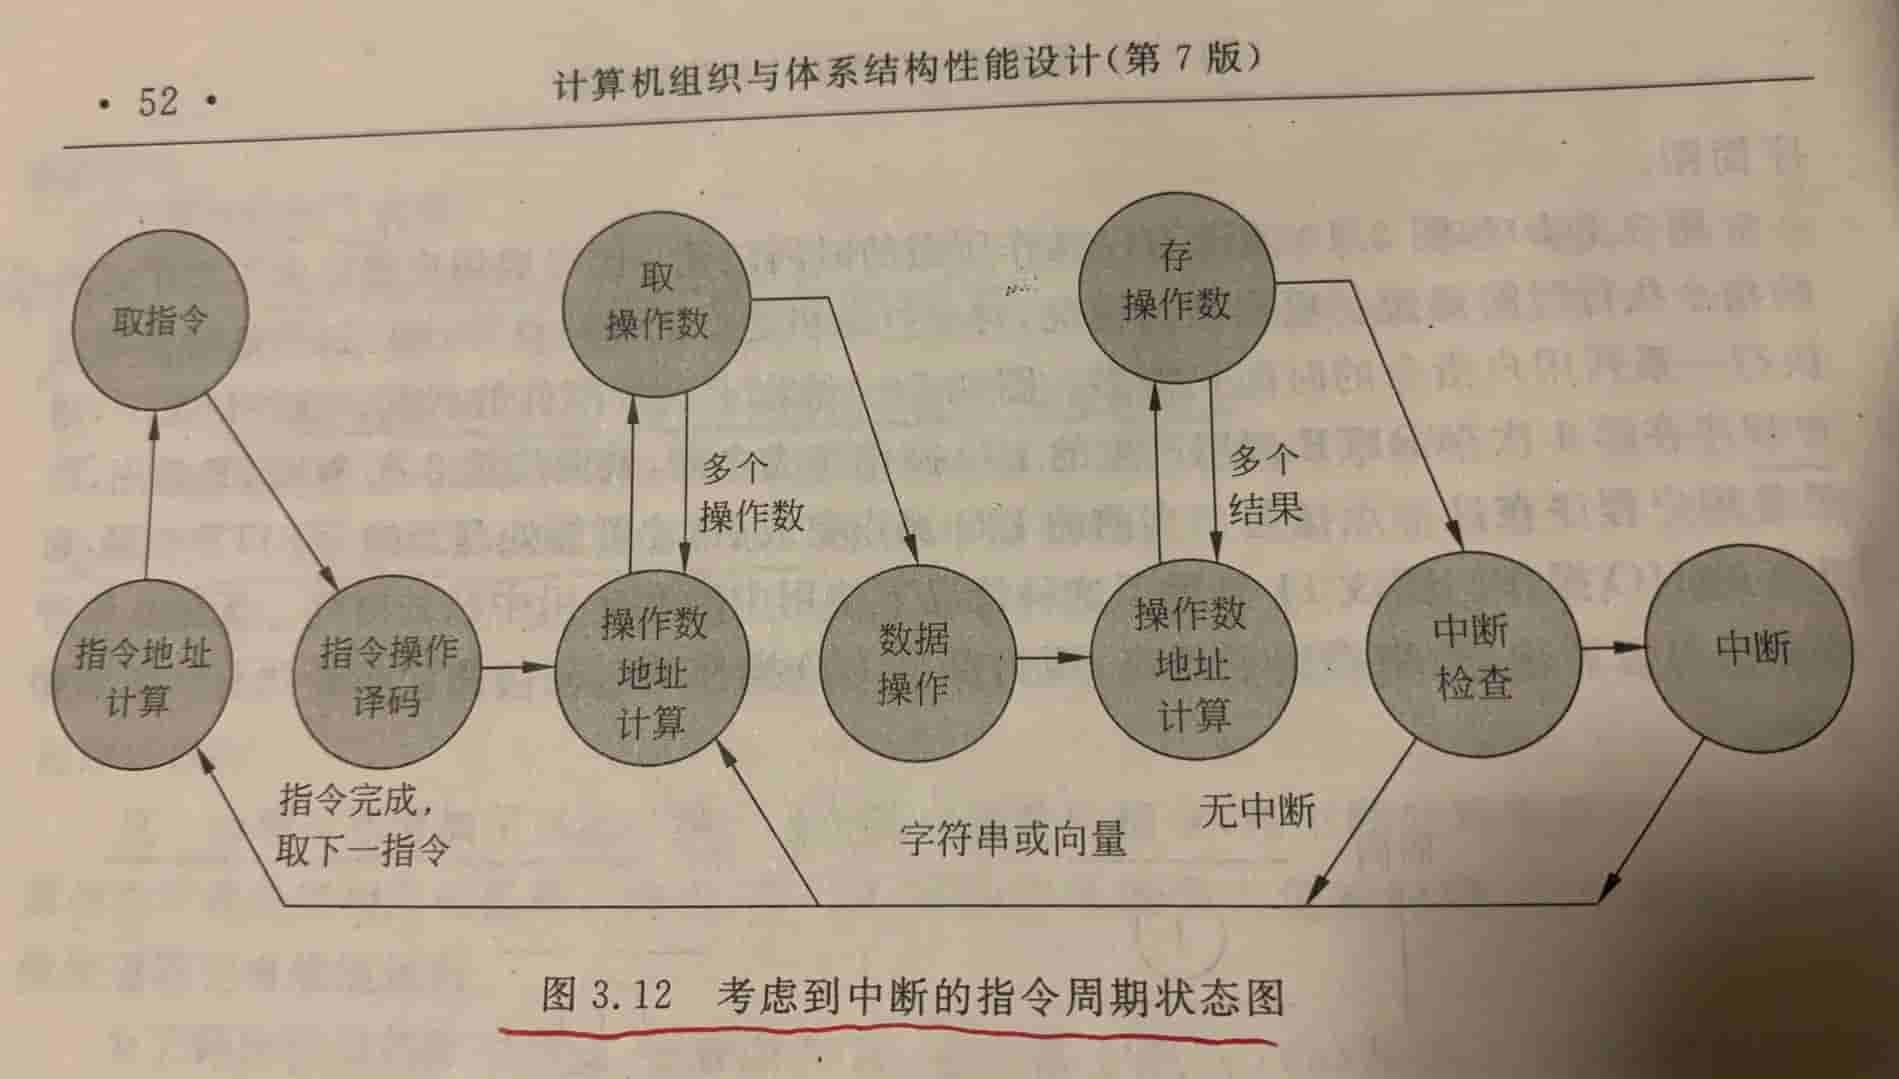 · 52 ·
计算机组织与体系结构性能设计(第 7 版)
取指令
取
操作数
存
操作数
多个
操作数
多个
结果
指令地址
计算
指令操作
译码
操作数
地址
计算
数据
操作
操作数
地址
计算
中断
检查
中断
指令完成,
取下一指令
字符串或向量
无中断
图 3.12 考虑到中断的指令周期状态图